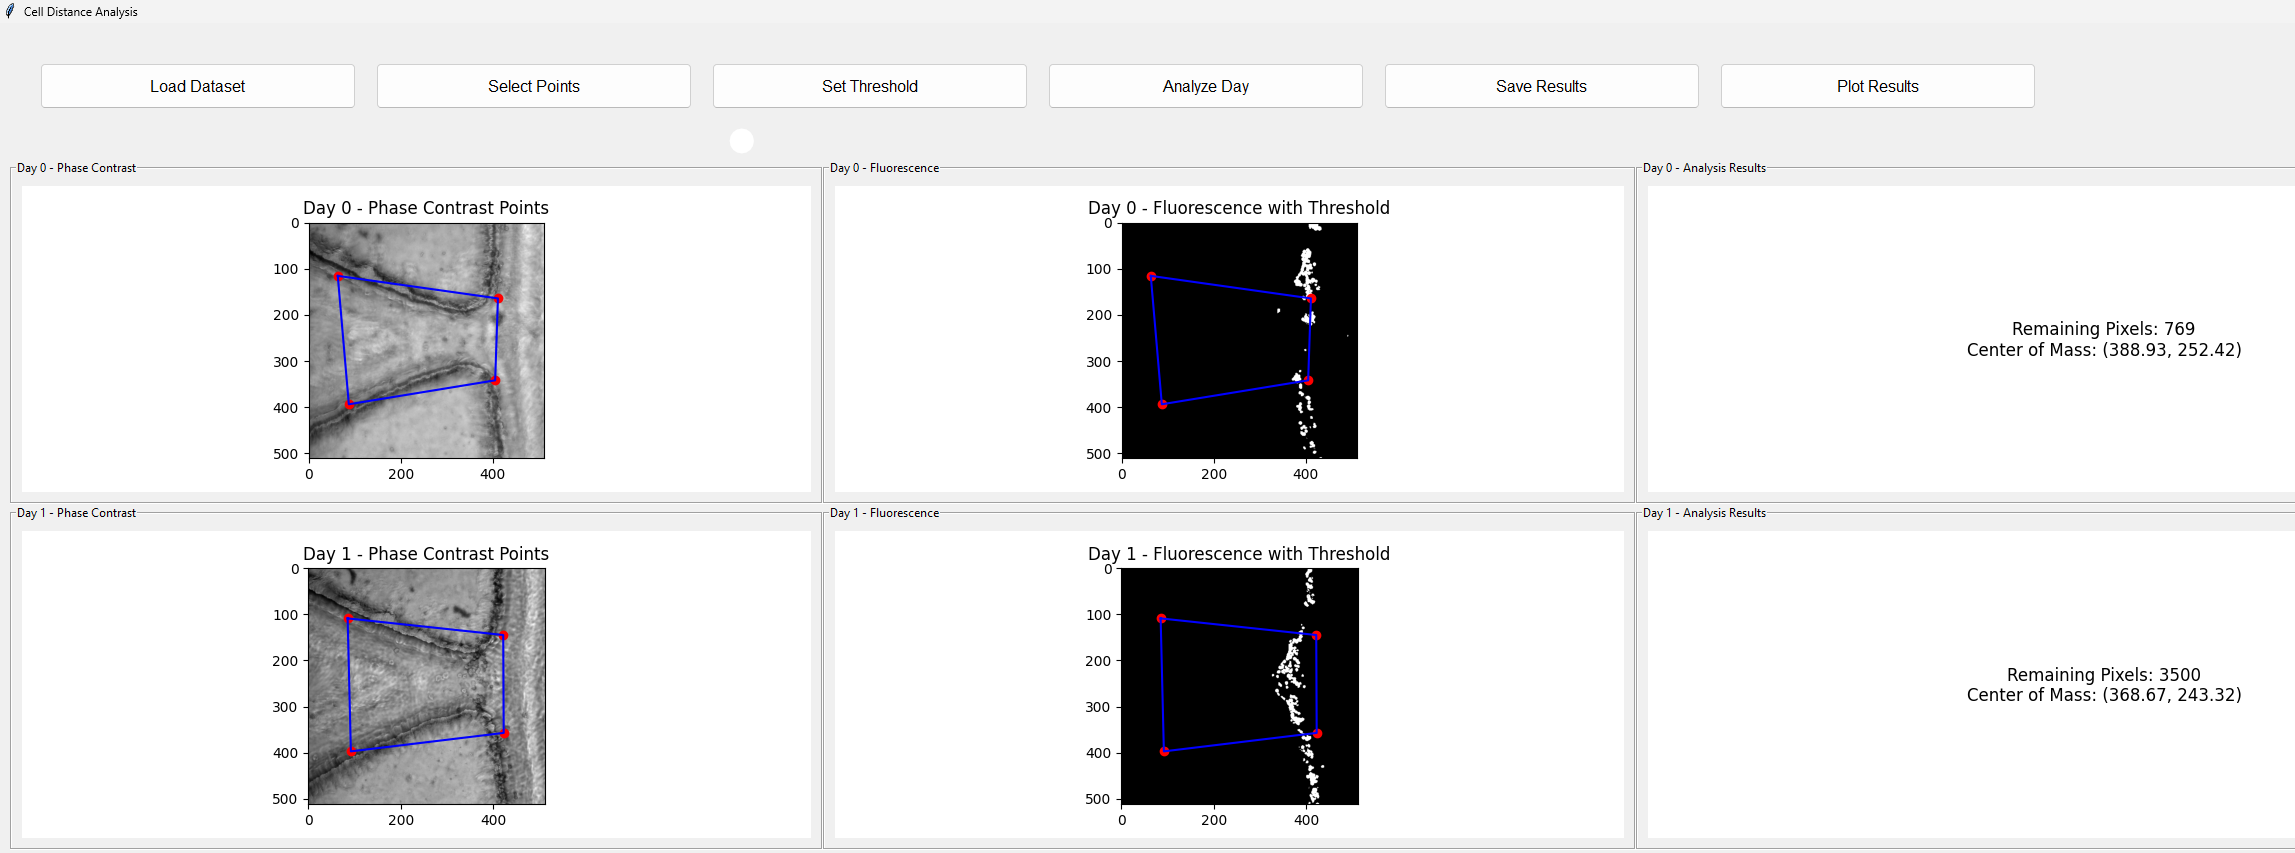 Cell Distance Analysis
Load Dataset
Select Points
Set Threshold
Analyze Day
Save Results
Plot Results
Day 0 - Phase Contrast
Day 0 - Phase Contrast Points
0
100
200
300
400
500
0 200 400
Day 0 - Fluorescence
Day 0 - Fluorescence with Threshold
0
100
200
300
400
500
0 200 400
Day 0 - Analysis Results
Remaining Pixels: 769
Center of Mass: (388.93, 252.42)
Day 1 - Phase Contrast
Day 1 - Phase Contrast Points
0
100
200
300
400
500
0 200 400
Day 1 - Fluorescence
Day 1 - Fluorescence with Threshold
0
100
200
300
400
500
0 200 400
Day 1 - Analysis Results
Remaining Pixels: 3500
Center of Mass: (368.67, 243.32)